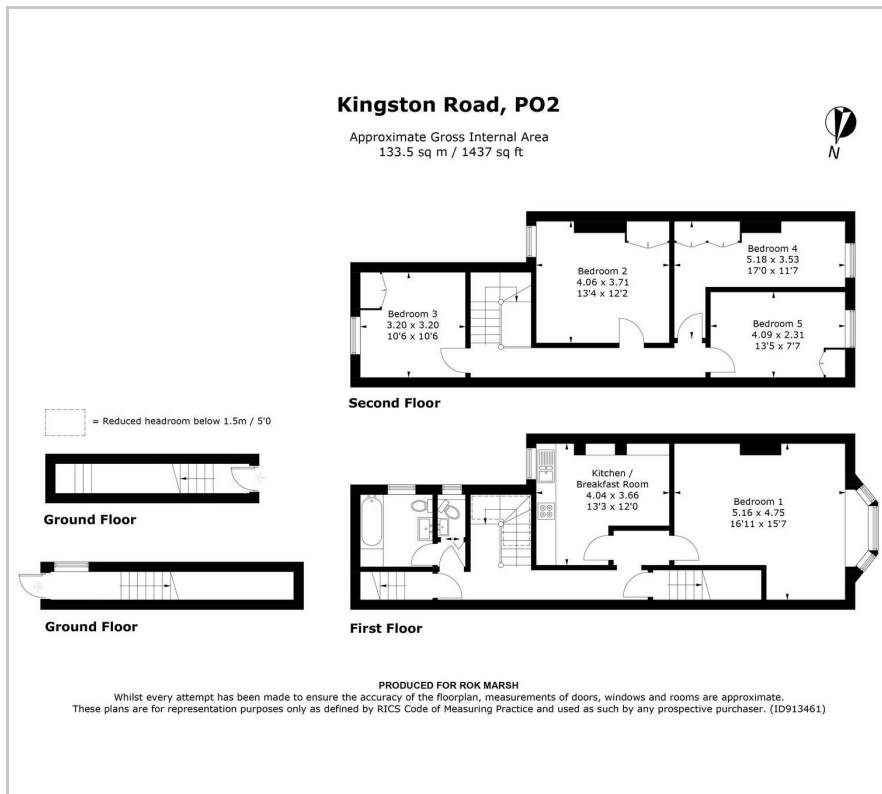 Kingston Road, PO2
Approximate Gross Internal Area
133.5 sq m / 1437 sq ft
N
Bedroom 2
4.06 x 3.71
13'4 x 12'2
Bedroom 4
5.18 x 3.53
17'0 x 11'7
Bedroom 3
3.20 x 3.20
10'6 x 10'6
Bedroom 5
4.09 x 2.31
13'5 x 7'7
Second Floor
= Reduced headroom below 1.5m / 5'0
Ground Floor
Kitchen /
Breakfast Room
4.04 x 3.66
13'3 x 12'0
Bedroom 1
5.16 x 4.75
16'11 x 15'7
Ground Floor
First Floor
PRODUCED FOR ROK MARSH
Whilst every attempt has been made to ensure the accuracy of the floorplan, measurements of doors, windows and rooms are approximate.
These plans are for representation purposes only as defined by RICS Code of Measuring Practice and used as such by any prospective purchaser. (ID913461)